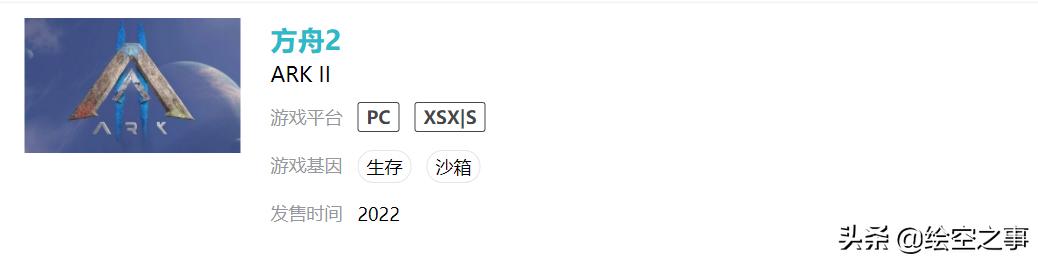 方舟2
ARK II
ARK
游戏平台 PC XSX|S
游戏基因 生存 沙箱
发售时间 2022
头条 @绘空之事